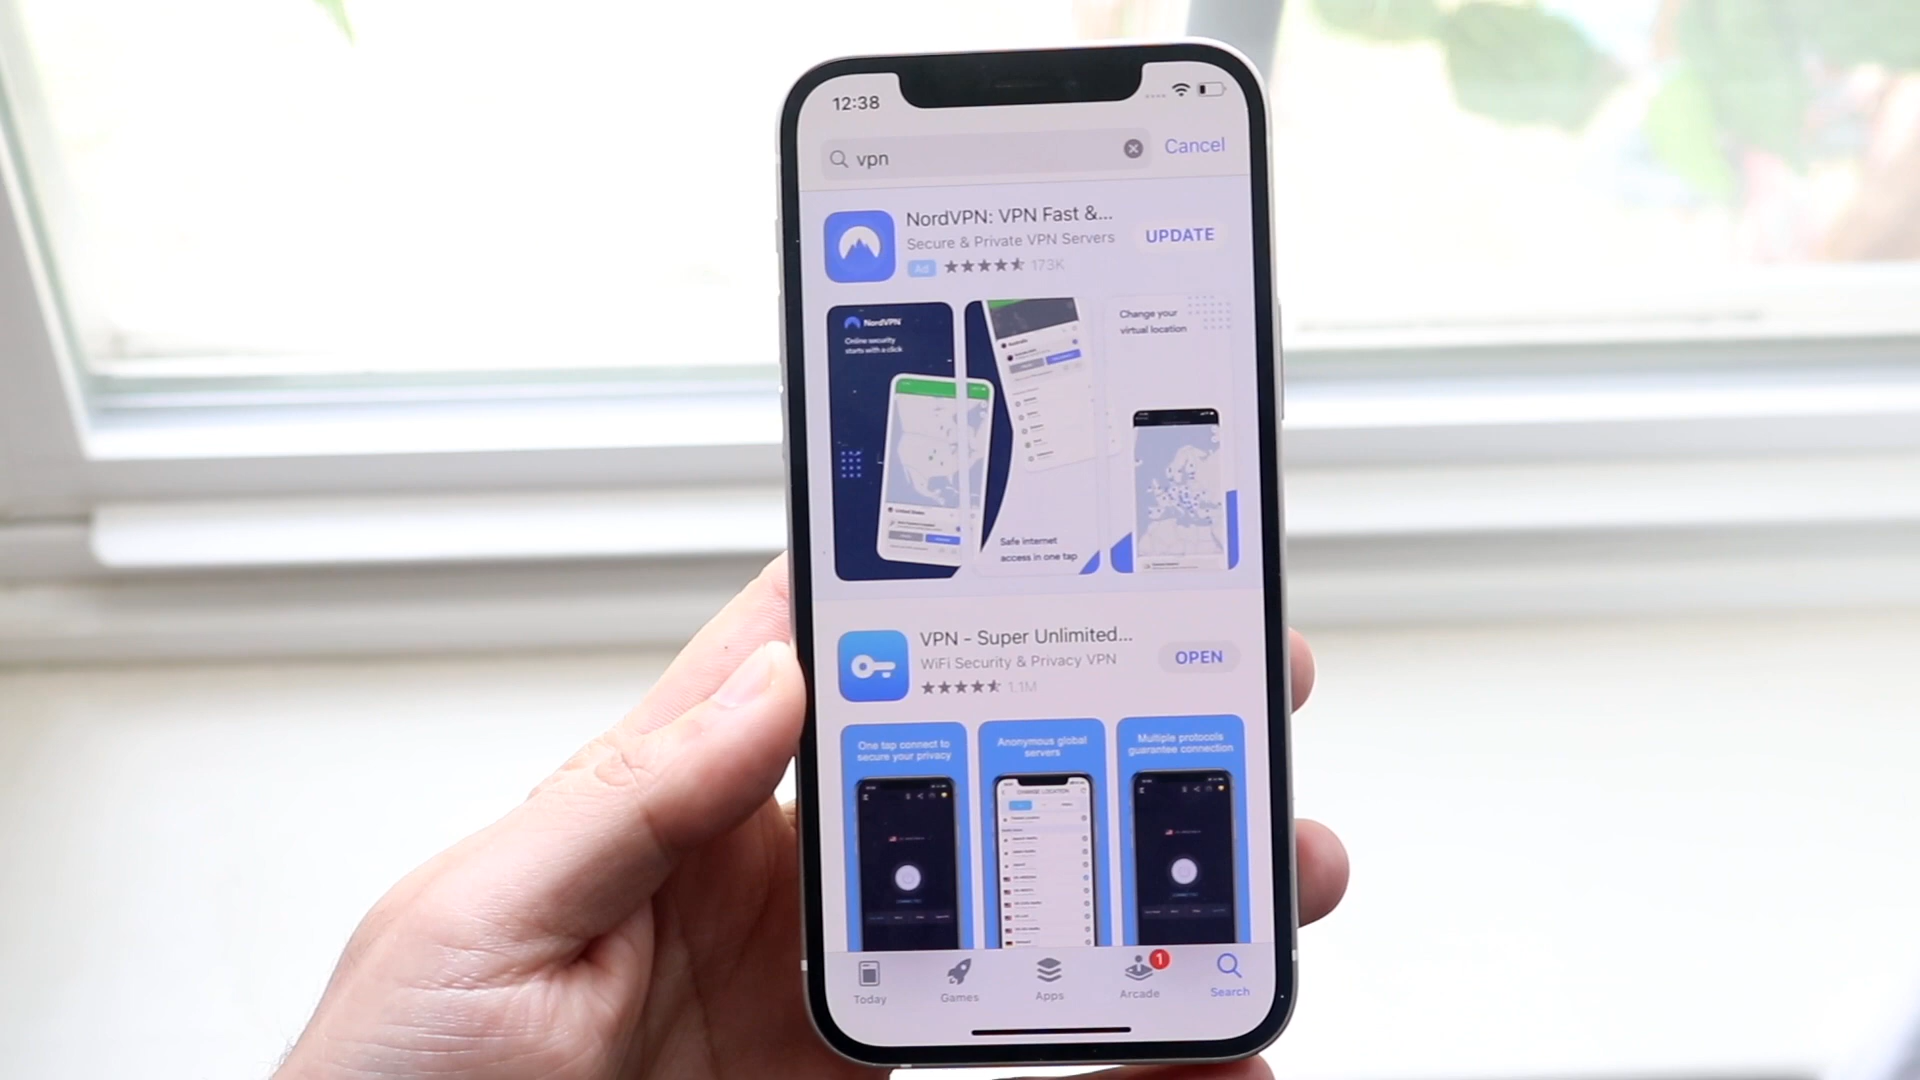 12:38
vpn
Cancel
NordVPN: VPN Fast &...
Secure & Private VPN Servers
UPDATE
Ad
173K
NordVPN
Online security
starts with a click
Safe internet
access in one tap
Change your
virtual location
VPN - Super Unlimited...
WiFi Security & Privacy VPN
OPEN
1.1M
One tap connect to
secure your privacy
Anonymous global
servers
CHANGE LOCATION
Multiple protocols
guarantee connection
Today
Games
Apps
Arcade
1
Search